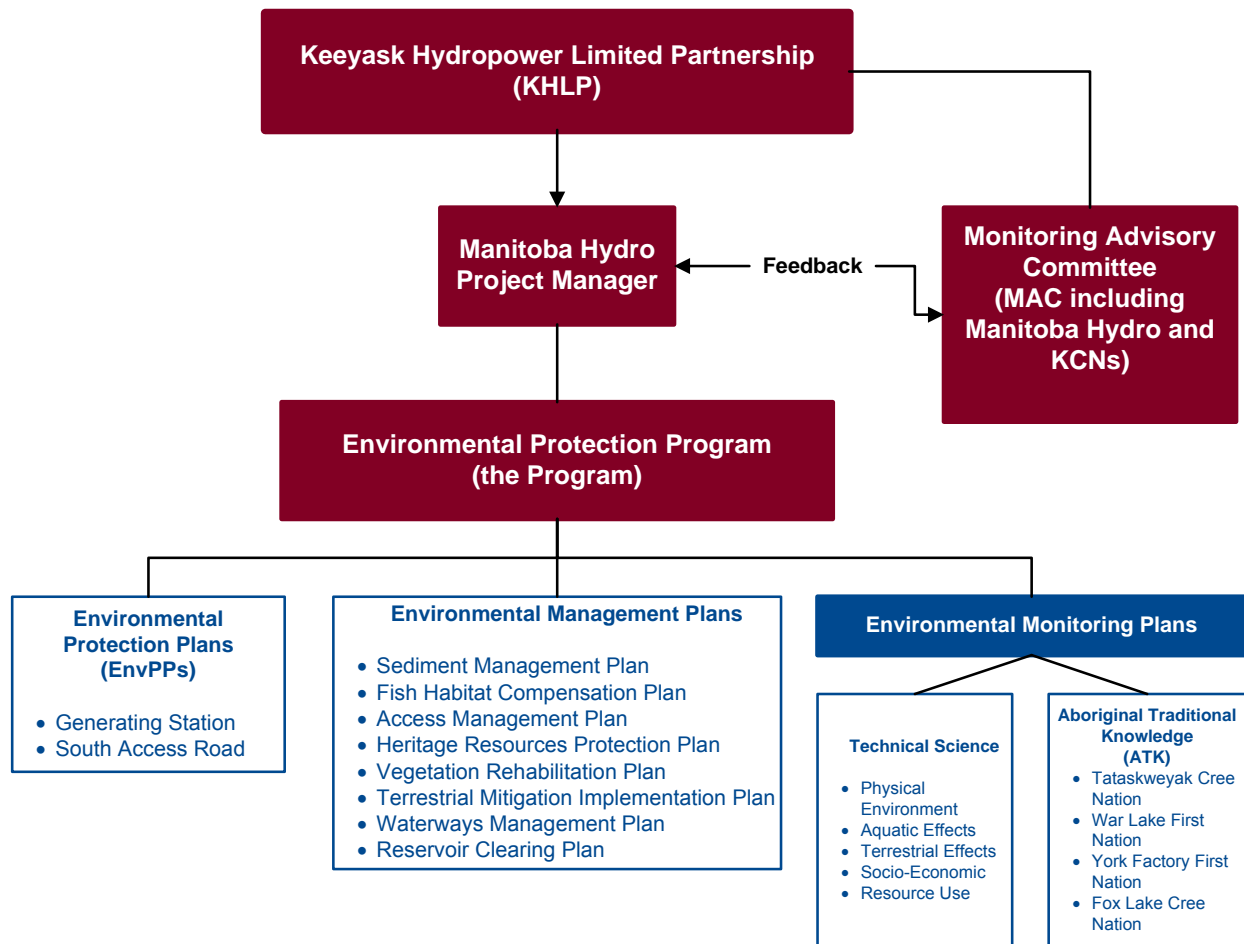 Keeyask Hydropower Limited Partnership
(KHLP)
Manitoba Hydro
Project Manager
Feedback
Monitoring Advisory
Committee
(MAC including
Manitoba Hydro and
KCNs)
Environmental Protection Program
(the Program)
Environmental
Protection Plans
(EnvPPs)
• Generating Station
• South Access Road
Environmental Management Plans
• Sediment Management Plan
• Fish Habitat Compensation Plan
• Access Management Plan
• Heritage Resources Protection Plan
• Vegetation Rehabilitation Plan
• Terrestrial Mitigation Implementation Plan
• Waterways Management Plan
• Reservoir Clearing Plan
Environmental Monitoring Plans
Technical Science
• Physical
Environment
• Aquatic Effects
• Terrestrial Effects
• Socio-Economic
• Resource Use
Aboriginal Traditional
Knowledge
(ATK)
• Tataskweyak Cree
Nation
• War Lake First
Nation
• York Factory First
Nation
• Fox Lake Cree
Nation